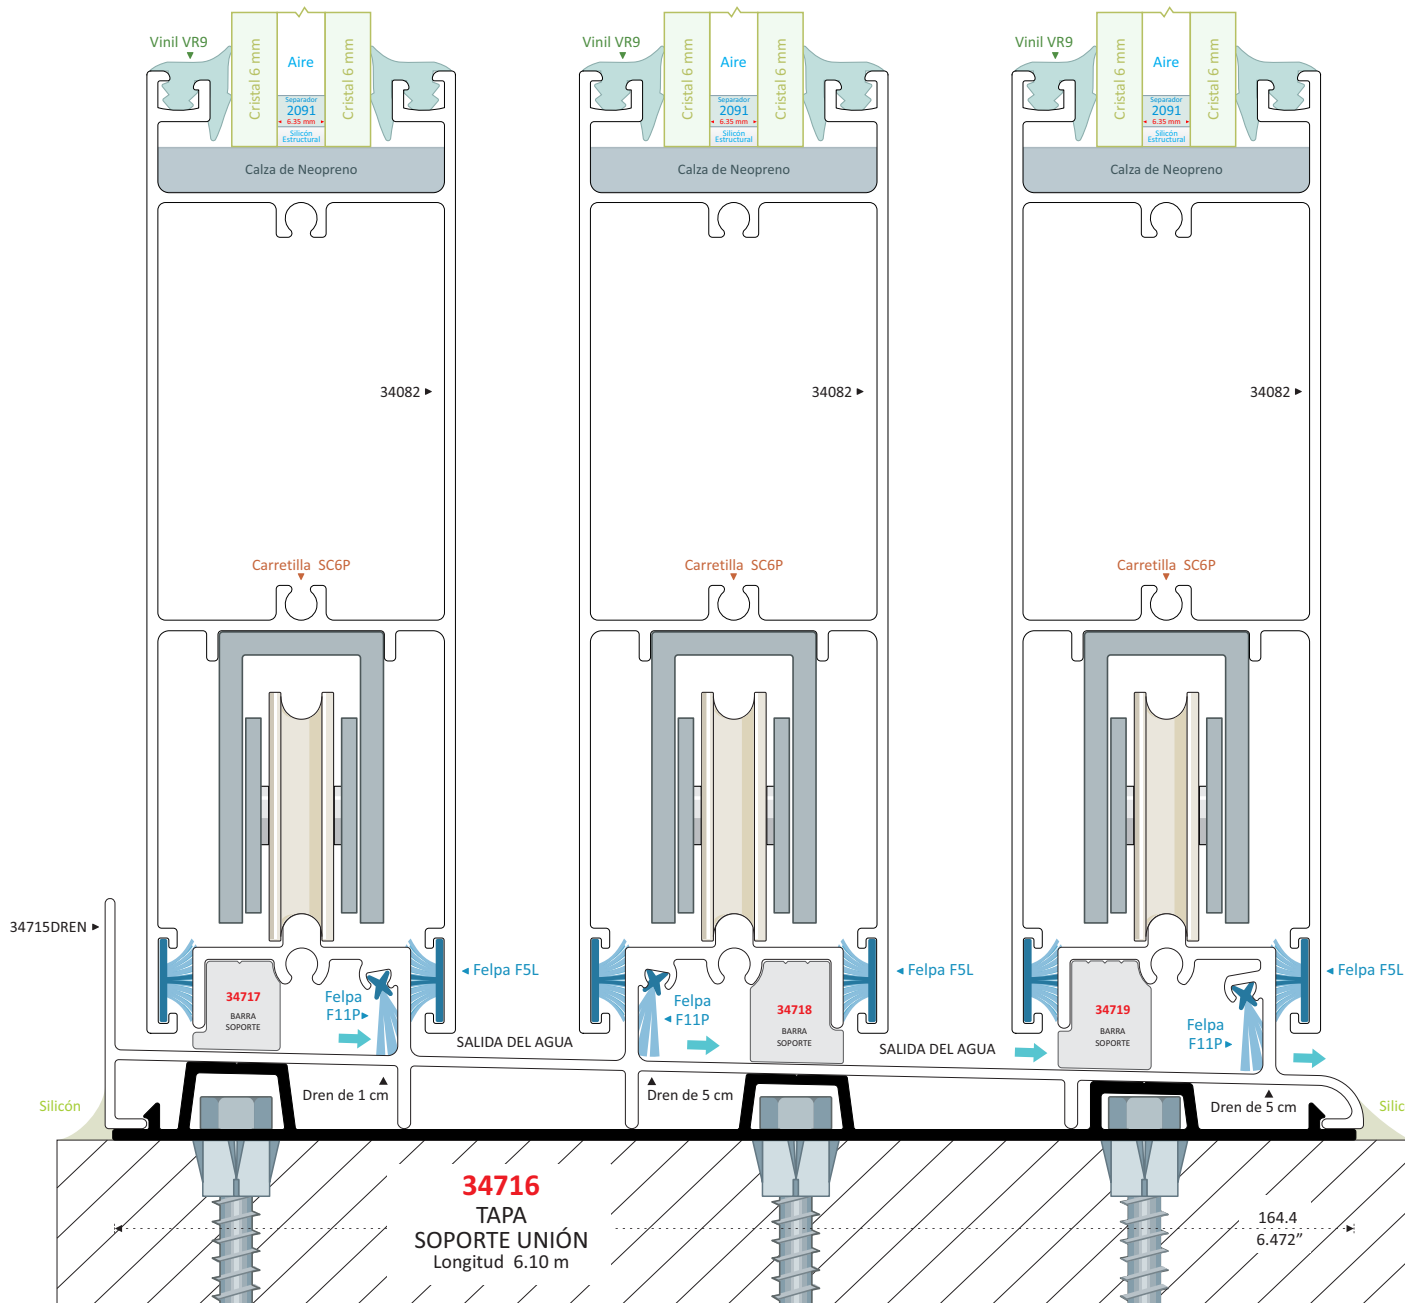 Vinil VR9
Cristal 6 mm
Aire
Separador
2091
6.35 mm
Silicón
Estructural
Cristal 6 mm
Calza de Neopreno
Vinil VR9
Cristal 6 mm
Aire
Separador
2091
6.35 mm
Silicón
Estructural
Cristal 6 mm
Calza de Neopreno
Vinil VR9
Cristal 6 mm
Aire
Separador
2091
6.35 mm
Silicón
Estructural
Cristal 6 mm
Calza de Neopreno
34082
34082
34082
Carretilla SC6P
Carretilla SC6P
Carretilla SC6P
34715DREN
Felpa F5L
Felpa F5L
Felpa F5L
34717
BARRA
SOPORTE
Felpa
F11P
Felpa
F11P
34718
BARRA
SOPORTE
34719
BARRA
SOPORTE
Felpa
F11P
SALIDA DEL AGUA
SALIDA DEL AGUA
Dren de 1 cm
Dren de 5 cm
Dren de 5 cm
Silicón
Silic
34716
TAPA
SOPORTE UNIÓN
Longitud 6.10 m
164.4
6.472”